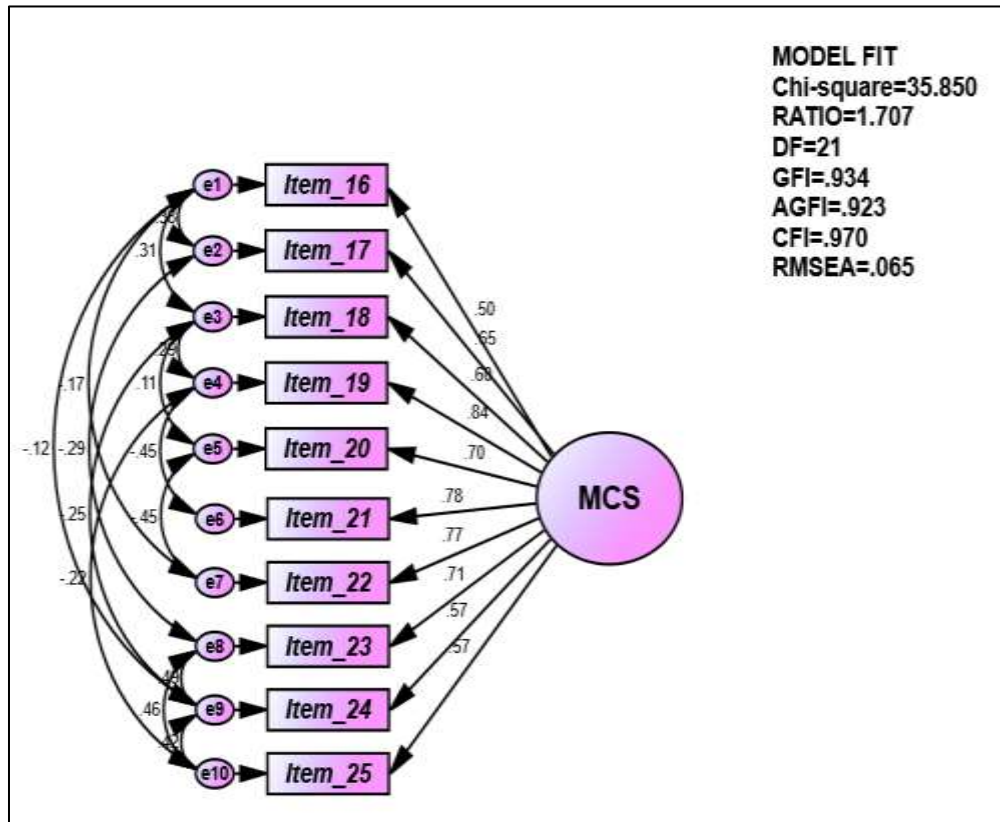 MODEL FIT
Chi-square=35.850
RATIO=1.707
DF=21
GFI=.934
AGFI=.923
CFI=.970
RMSEA=.065
e1
Item_16
.31
e2
Item_17
e3
Item_18
.50
.65
e4
Item_19
-.17
.11
.84
e5
Item_20
-.12
-.29
-.45
.70
MCS
e6
Item_21
.78
-.25
-.45
.77
e7
Item_22
.71
e8
Item_23
.57
.57
e9
Item_24
.46
e10
Item_25